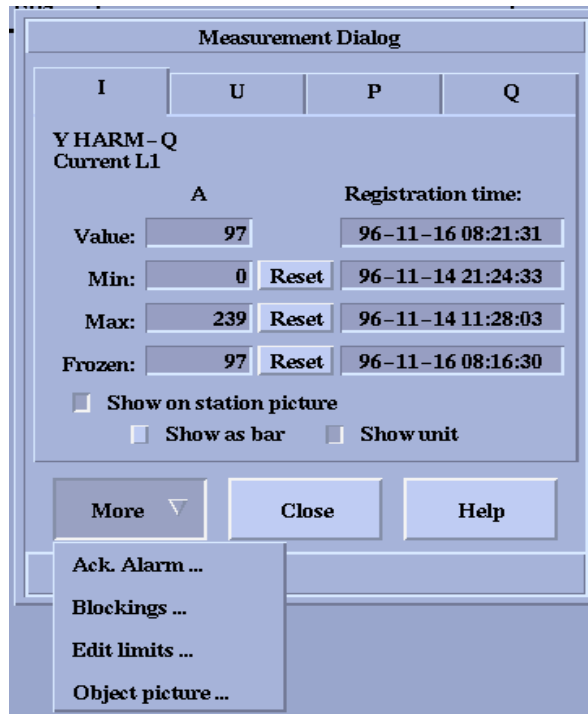 Measurement Dialog
I U P Q
Y HARM-Q
Current L1
A Registration time:
Value: 97 96-11-16 08:21:31
Min: 0 Reset 96-11-14 21:24:33
Max: 239 Reset 96-11-14 11:28:03
Frozen: 97 Reset 96-11-16 08:16:30
Show on station picture
Show as bar Show unit
More Close Help
Ack. Alarm ...
Blockings ...
Edit limits ...
Object picture ...